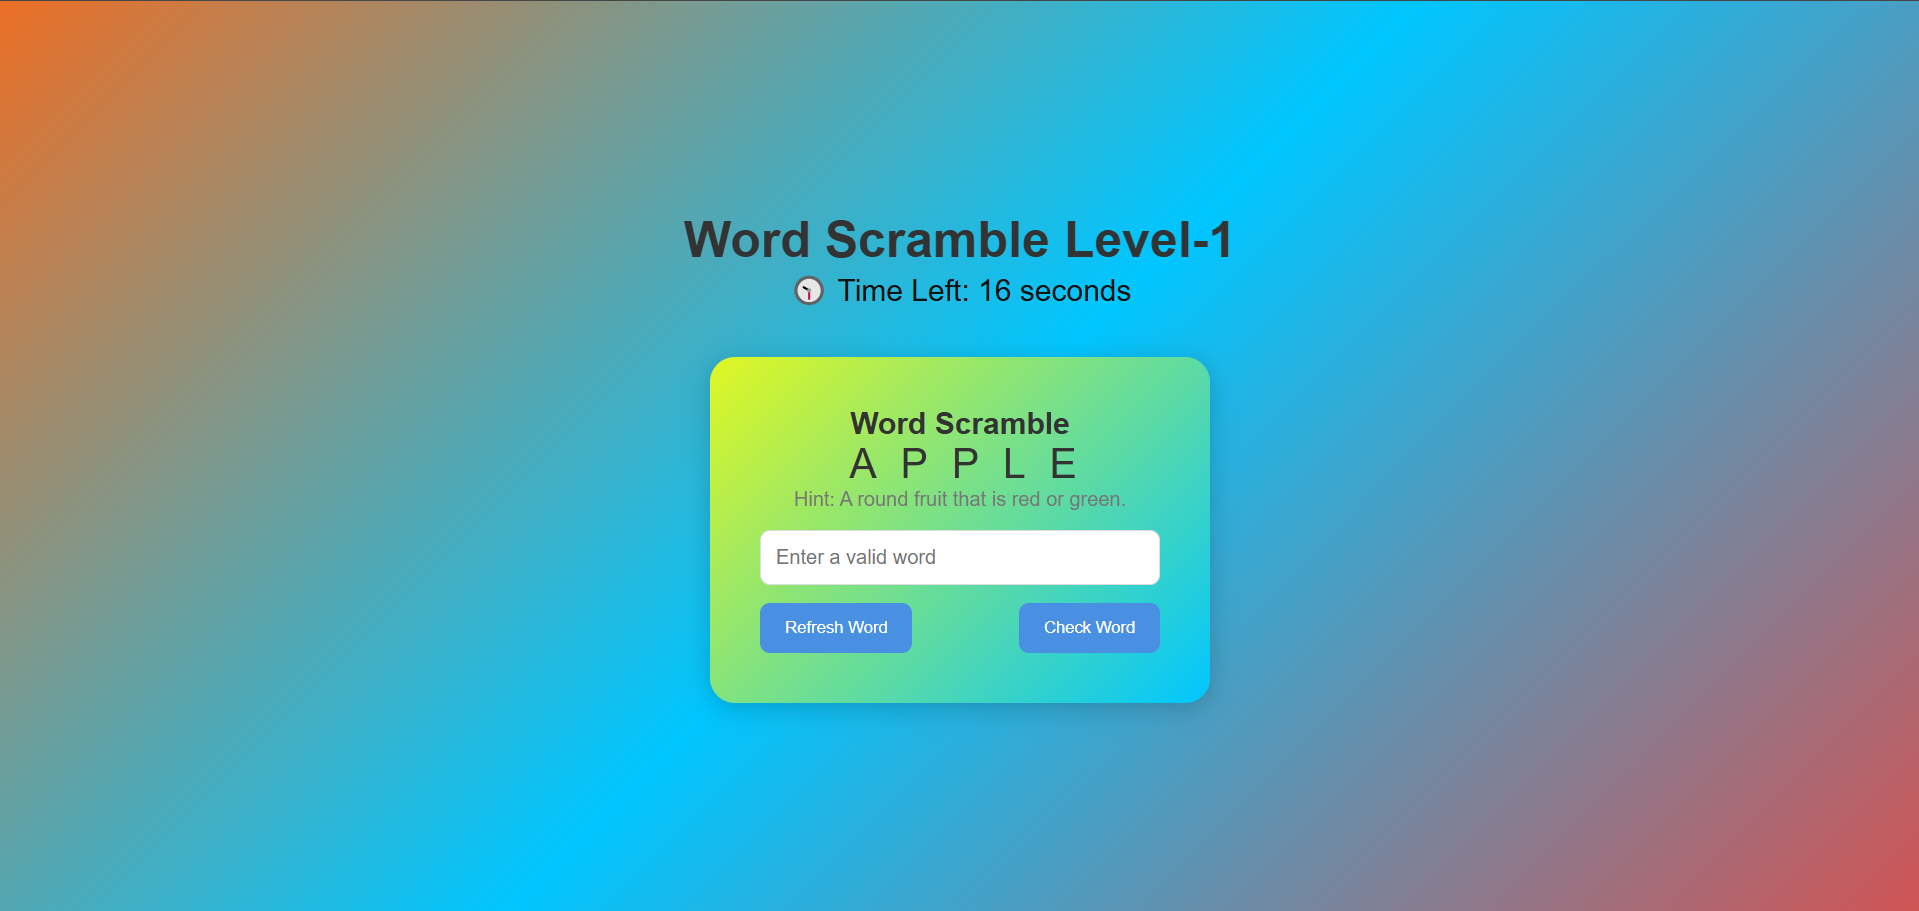 Word Scramble Level-1
Time Left: 16 seconds
Word Scramble
A P P L E
Hint: A round fruit that is red or green.
Enter a valid word
Refresh Word
Check Word